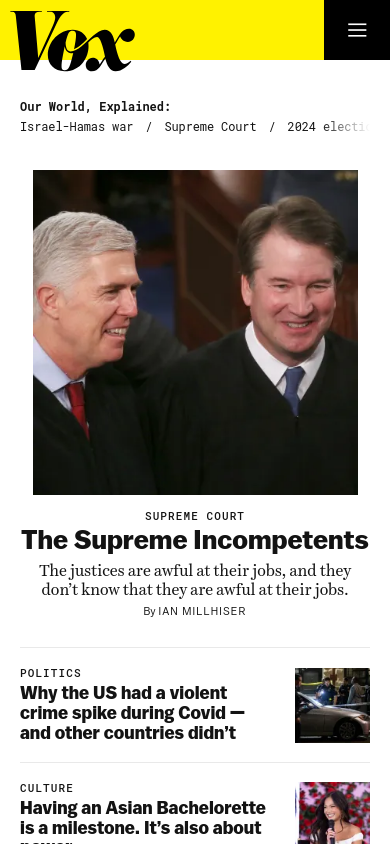 Vox
Our World, Explained:
Israel-Hamas war / Supreme Court / 2024 electi
SUPREME COURT
The Supreme Incompetents
The justices are awful at their jobs, and they
don’t know that they are awful at their jobs.
By IAN MILLHISER
POLITICS
Why the US had a violent
crime spike during Covid —
and other countries didn’t
CULTURE
Having an Asian Bachelorette
is a milestone. It’s also about